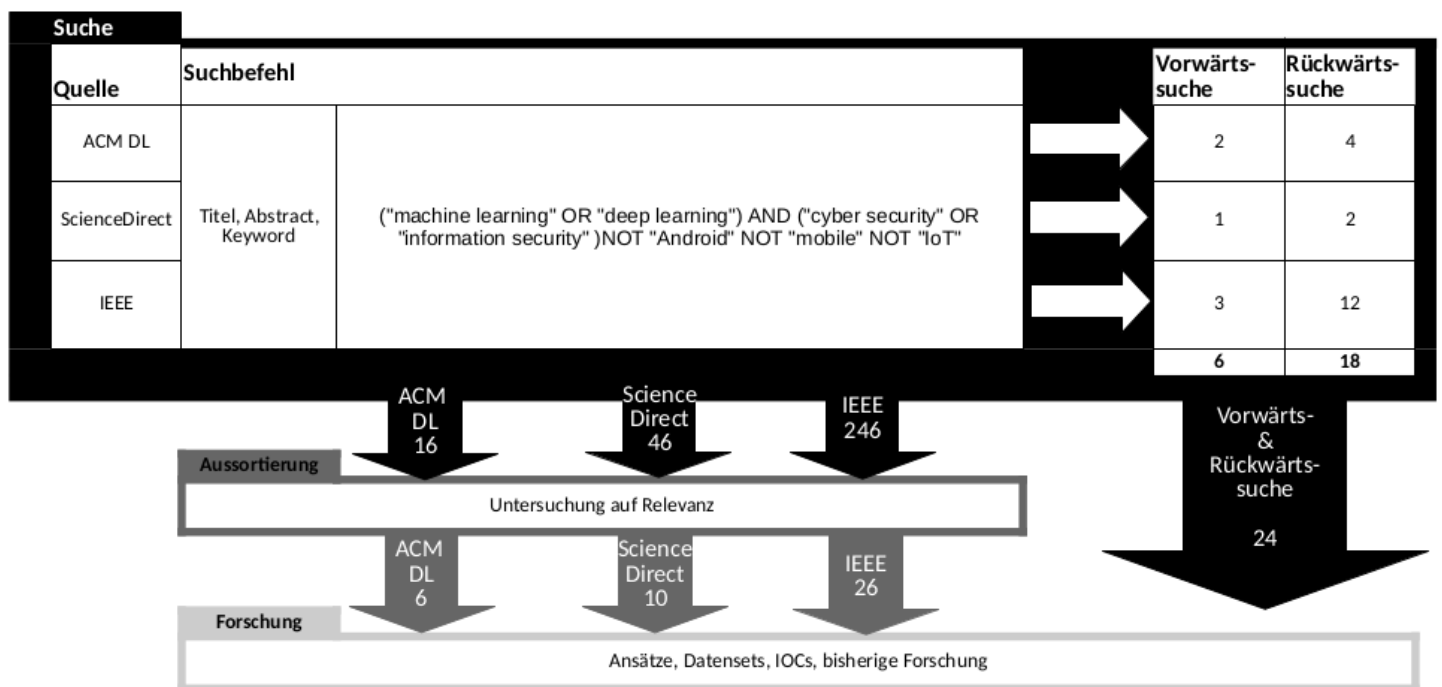 Suche
Quelle
Suchbefehl
Vorwärts-
suche
Rückwärts-
suche
ACM DL
ScienceDirect
IEEE
Titel, Abstract,
Keyword
("machine learning" OR "deep learning") AND ("cyber security" OR
"information security" )NOT "Android" NOT "mobile" NOT "IoT"
2
4
1
2
3
12
6
18
ACM
DL
16
Science
Direct
46
IEEE
246
Vorwärts-
&
Rückwärts-
suche
24
Aussortierung
Untersuchung auf Relevanz
ACM
DL
6
Science
Direct
10
IEEE
26
Forschung
Ansätze, Datensets, IOCs, bisherige Forschung